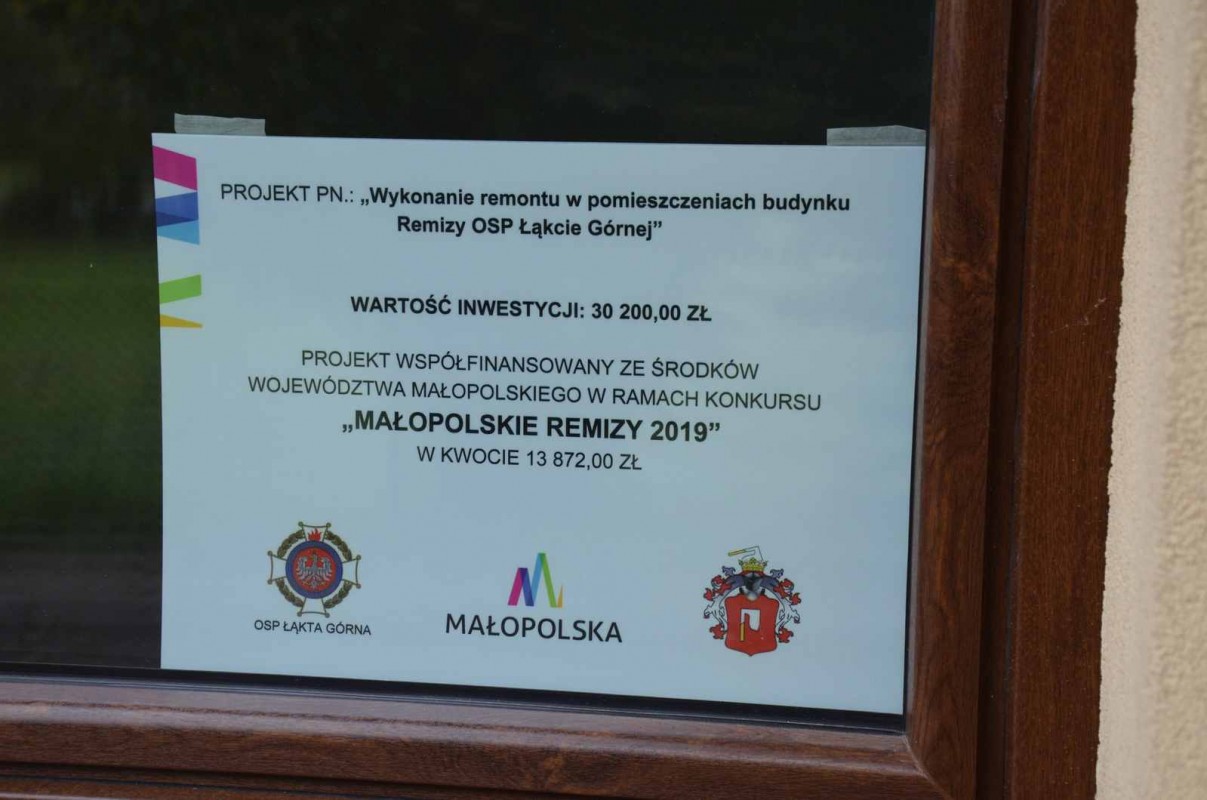 PROJEKT PN.: „Wykonanie remontu w pomieszczeniach budynku
Remizy OSP Łąkcie Górnej”
WARTOŚĆ INWESTYCJI: 30 200,00 ZŁ
PROJEKT WSPÓŁFINANSOWANY ZE ŚRODKÓW
WOJEWÓDZTWA MAŁOPOLSKIEGO W RAMACH KONKURSU
„MAŁOPOLSKIE REMIZY 2019”
W KWOCIE 13 872,00 ZŁ
OSP ŁĄKTA GÓRNA
MAŁOPOLSKA